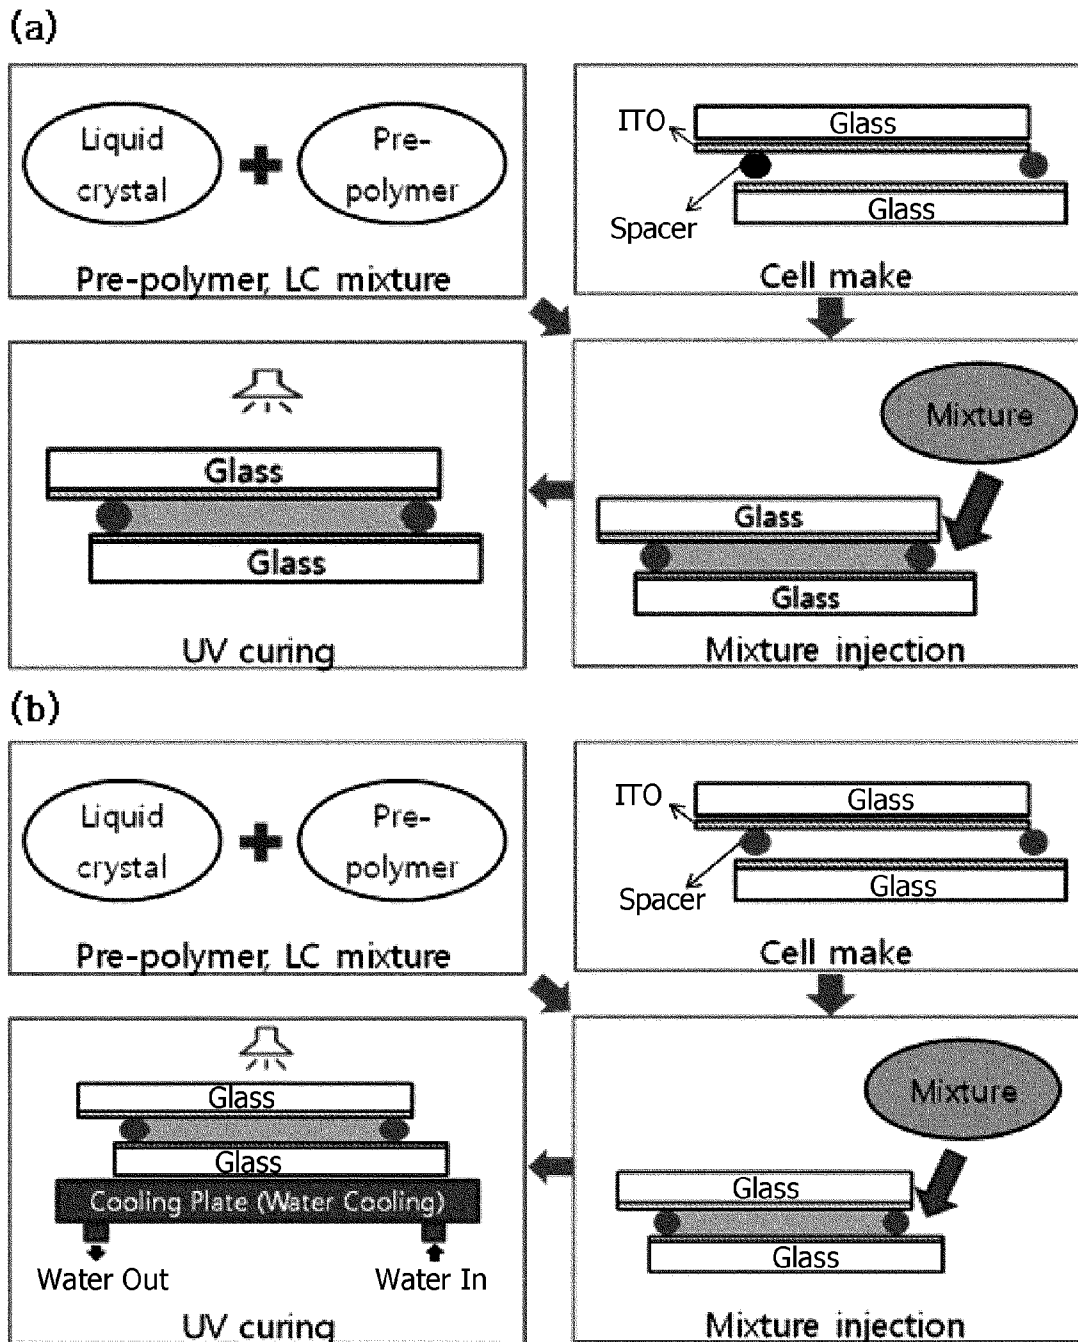 (a)
Liquid
crystal
Pre-
polymer
Pre-polymer, LC mixture
ITO
Glass
Glass
Spacer
Cell make
Glass
Glass
UV curing
Mixture
Glass
Glass
Mixture injection
(b)
Liquid
crystal
Pre-
polymer
Pre-polymer, LC mixture
ITO
Glass
Glass
Spacer
Cell make
Glass
Glass
Cooling Plate (Water Cooling)
Water Out
Water In
UV curing
Mixture
Glass
Glass
Mixture injection